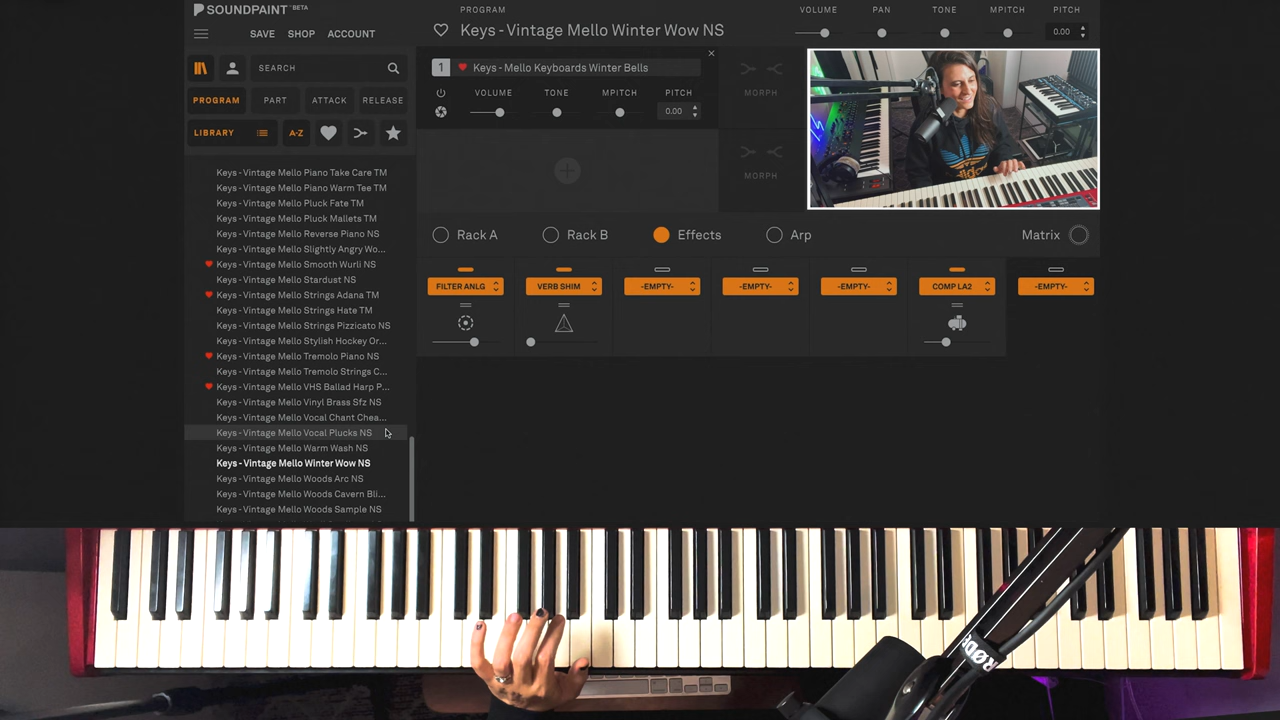 SOUNDPAINT BETA
SAVE SHOP ACCOUNT
SEARCH
PROGRAM PART ATTACK RELEASE
LIBRARY A-Z
Keys - Vintage Mello Piano Take Care TM
Keys - Vintage Mello Piano Warm Tee TM
Keys - Vintage Mello Pluck Fate TM
Keys - Vintage Mello Pluck Mallets TM
Keys - Vintage Mello Reverse Piano NS
Keys - Vintage Mello Slightly Angry Wo...
Keys - Vintage Mello Smooth Wurli NS
Keys - Vintage Mello Stardust NS
Keys - Vintage Mello Strings Adana TM
Keys - Vintage Mello Strings Hate TM
Keys - Vintage Mello Strings Pizzicato NS
Keys - Vintage Mello Stylish Hockey Or...
Keys - Vintage Mello Tremolo Piano NS
Keys - Vintage Mello Tremolo Strings C...
Keys - Vintage Mello VHS Ballad Harp P...
Keys - Vintage Mello Vinyl Brass Sfz NS
Keys - Vintage Mello Vocal Chant Chea...
Keys - Vintage Mello Vocal Plucks NS
Keys - Vintage Mello Warm Wash NS
Keys - Vintage Mello Winter Wow NS
Keys - Vintage Mello Woods Arc NS
Keys - Vintage Mello Woods Cavern Bli...
Keys - Vintage Mello Woods Sample NS
PROGRAM
Keys - Vintage Mello Winter Wow NS
VOLUME PAN TONE MPITCH PITCH
0.00
1 Keys - Mello Keyboards Winter Bells
VOLUME TONE MPITCH PITCH
0.00
MORPH
MORPH
Rack A Rack B Effects Arp Matrix
FILTER ANLG VERB SHIM -EMPTY- -EMPTY- -EMPTY- COMP LA2 -EMPTY-
RØDE